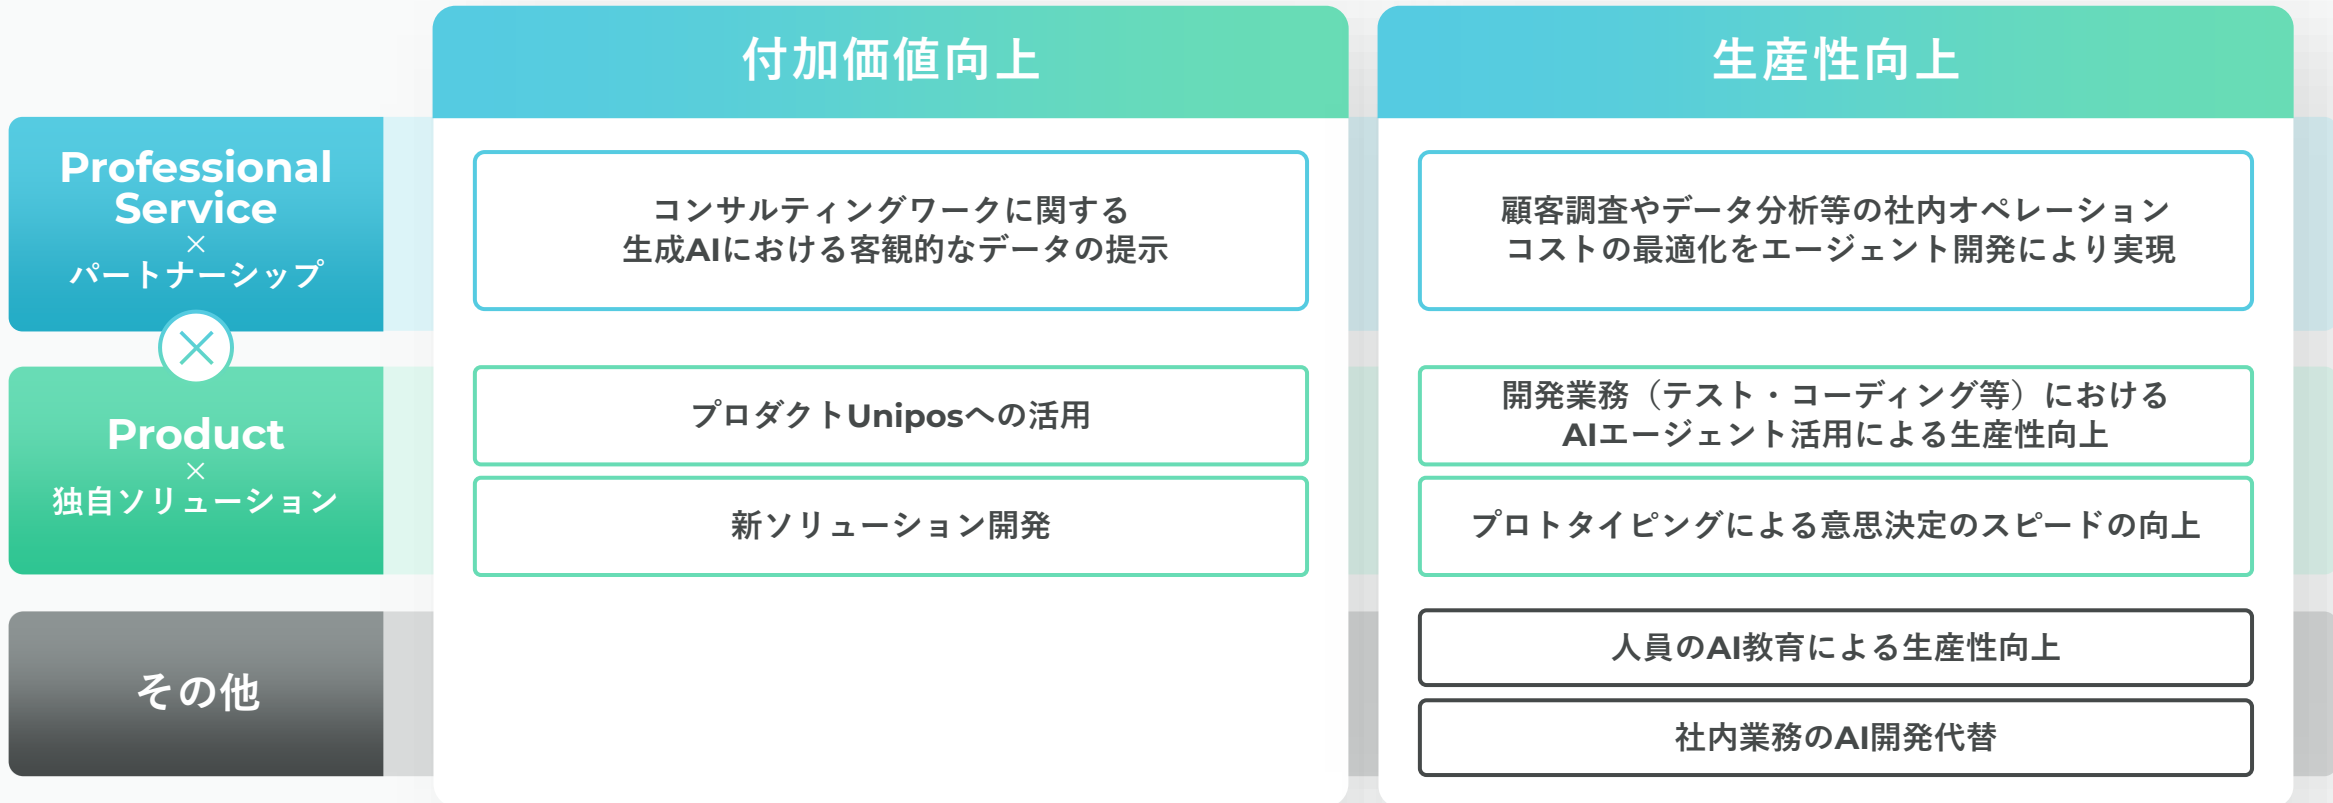 付加価値向上
生産性向上
Professional
Service
×
パートナーシップ
コンサルティングワークに関する
生成AIにおける客観的なデータの提示
顧客調査やデータ分析等の社内オペレーション
コストの最適化をエージェント開発により実現
×
Product
×
独自ソリューション
プロダクトUniposへの活用
新ソリューション開発
開発業務（テスト・コーディング等）における
AIエージェント活用による生産性向上
プロトタイピングによる意思決定のスピードの向上
その他
人員のAI教育による生産性向上
社内業務のAI開発代替